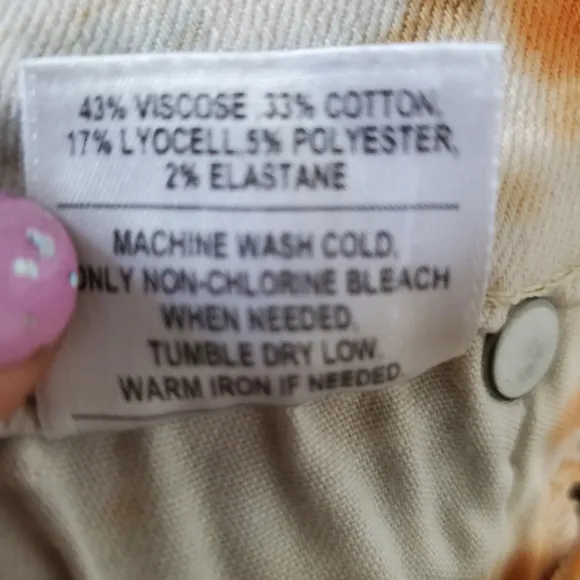 43% VISCOSE 33% COTTON,
17% LYOCELL,5% POLYESTER,
2% ELASTANE
MACHINE WASH COLD,
ONLY NON-CHLORINE BLEACH
WHEN NEEDED,
TUMBLE DRY LOW.
WARM IRON IF NEEDED